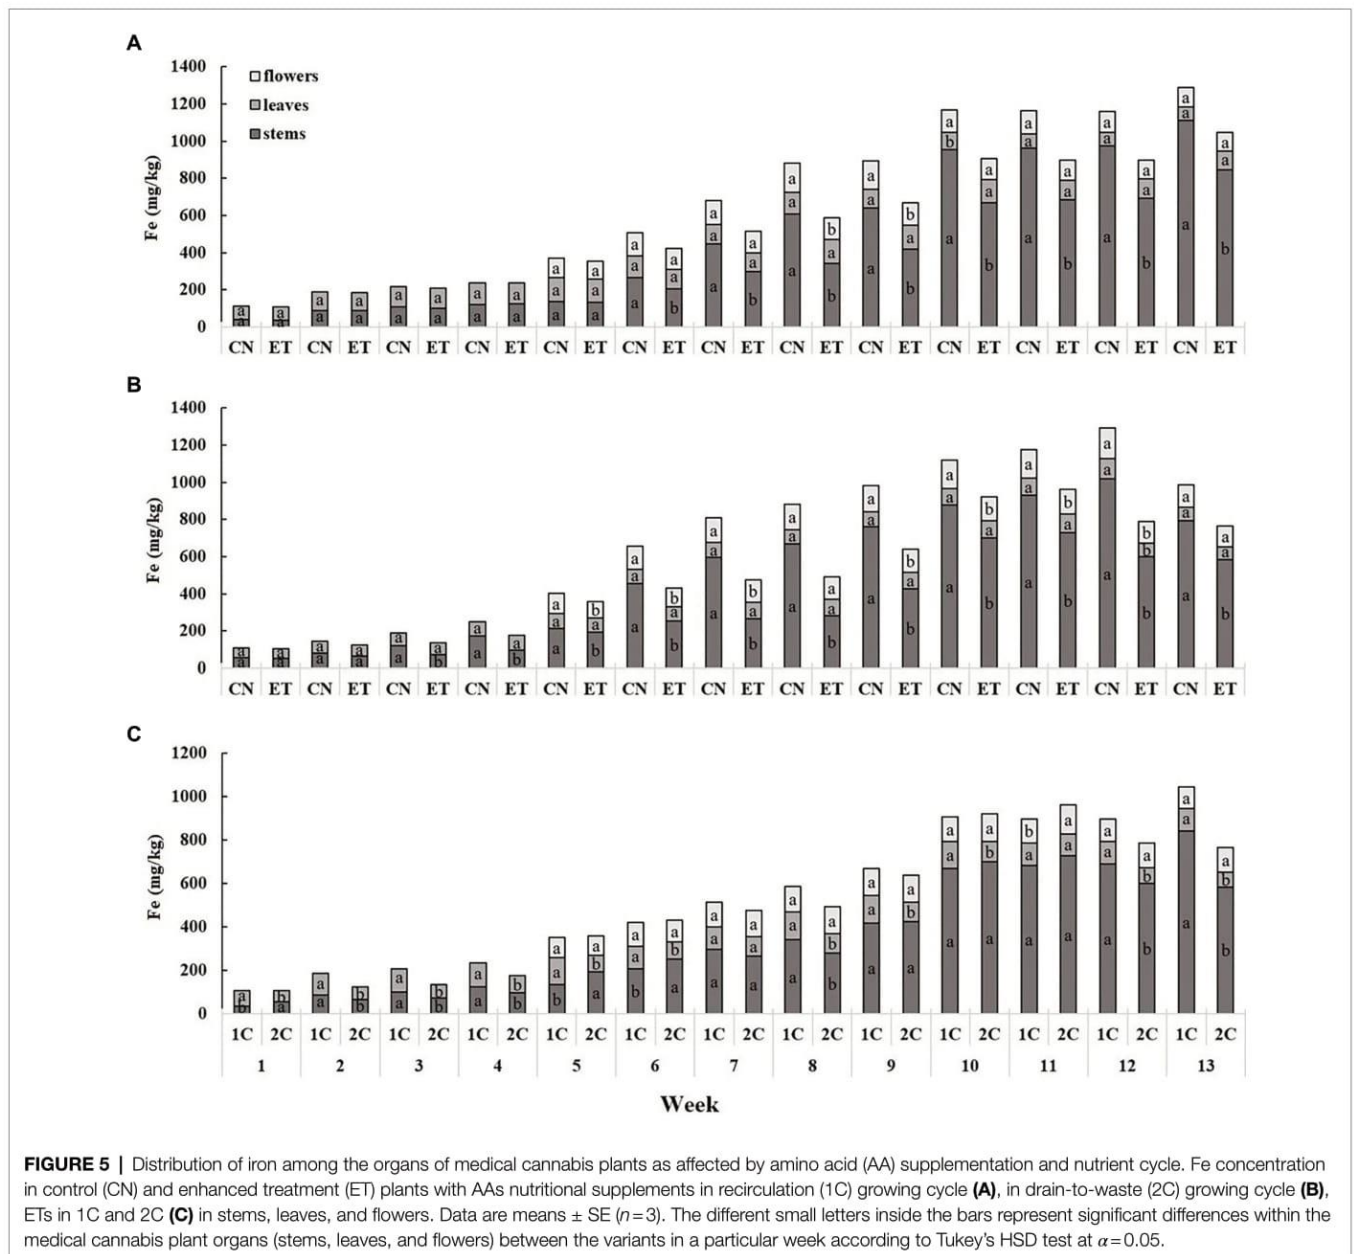 A
Fe (mg/kg)
1400
1200
1000
800
600
400
200
0
flowers
leaves
stems
a a a a a a a b a b a a a a a a a a
a a a a a a a a a a a a a a a a a a b a a a a a a a
a a a a a a a a a a a b a b a b a b a b a b a b a b
CN ET CN ET CN ET CN ET CN ET CN ET CN ET CN ET CN ET CN ET CN ET CN ET CN ET
B
Fe (mg/kg)
1400
1200
1000
800
600
400
200
0
a b a b a b a a a b a b a b a b a a
a a a a a a a a a a a a a a a a a a a a a a a b a a
a a a a a b a b a b a b a b a b a b a b a b a b a b
CN ET CN ET CN ET CN ET CN ET CN ET CN ET CN ET CN ET CN ET CN ET CN ET CN ET
C
Fe (mg/kg)
1200
1000
800
600
400
200
0
a a a a a a a a a a a a b a a a a a
a b a b a b a b a b a b a a a b a b a b a a a b a b
b a a b a b a b b a b a a a a b a a a a a a a b a b
1C 2C 1C 2C 1C 2C 1C 2C 1C 2C 1C 2C 1C 2C 1C 2C 1C 2C 1C 2C 1C 2C 1C 2C 1C 2C
1 2 3 4 5 6 7 8 9 10 11 12 13
Week
FIGURE 5 | Distribution of iron among the organs of medical cannabis plants as affected by amino acid (AA) supplementation and nutrient cycle. Fe concentration
in control (CN) and enhanced treatment (ET) plants with AAs nutritional supplements in recirculation (1C) growing cycle (A), in drain-to-waste (2C) growing cycle (B),
ETs in 1C and 2C (C) in stems, leaves, and flowers. Data are means ± SE (n=3). The different small letters inside the bars represent significant differences within the
medical cannabis plant organs (stems, leaves, and flowers) between the variants in a particular week according to Tukey's HSD test at α=0.05.